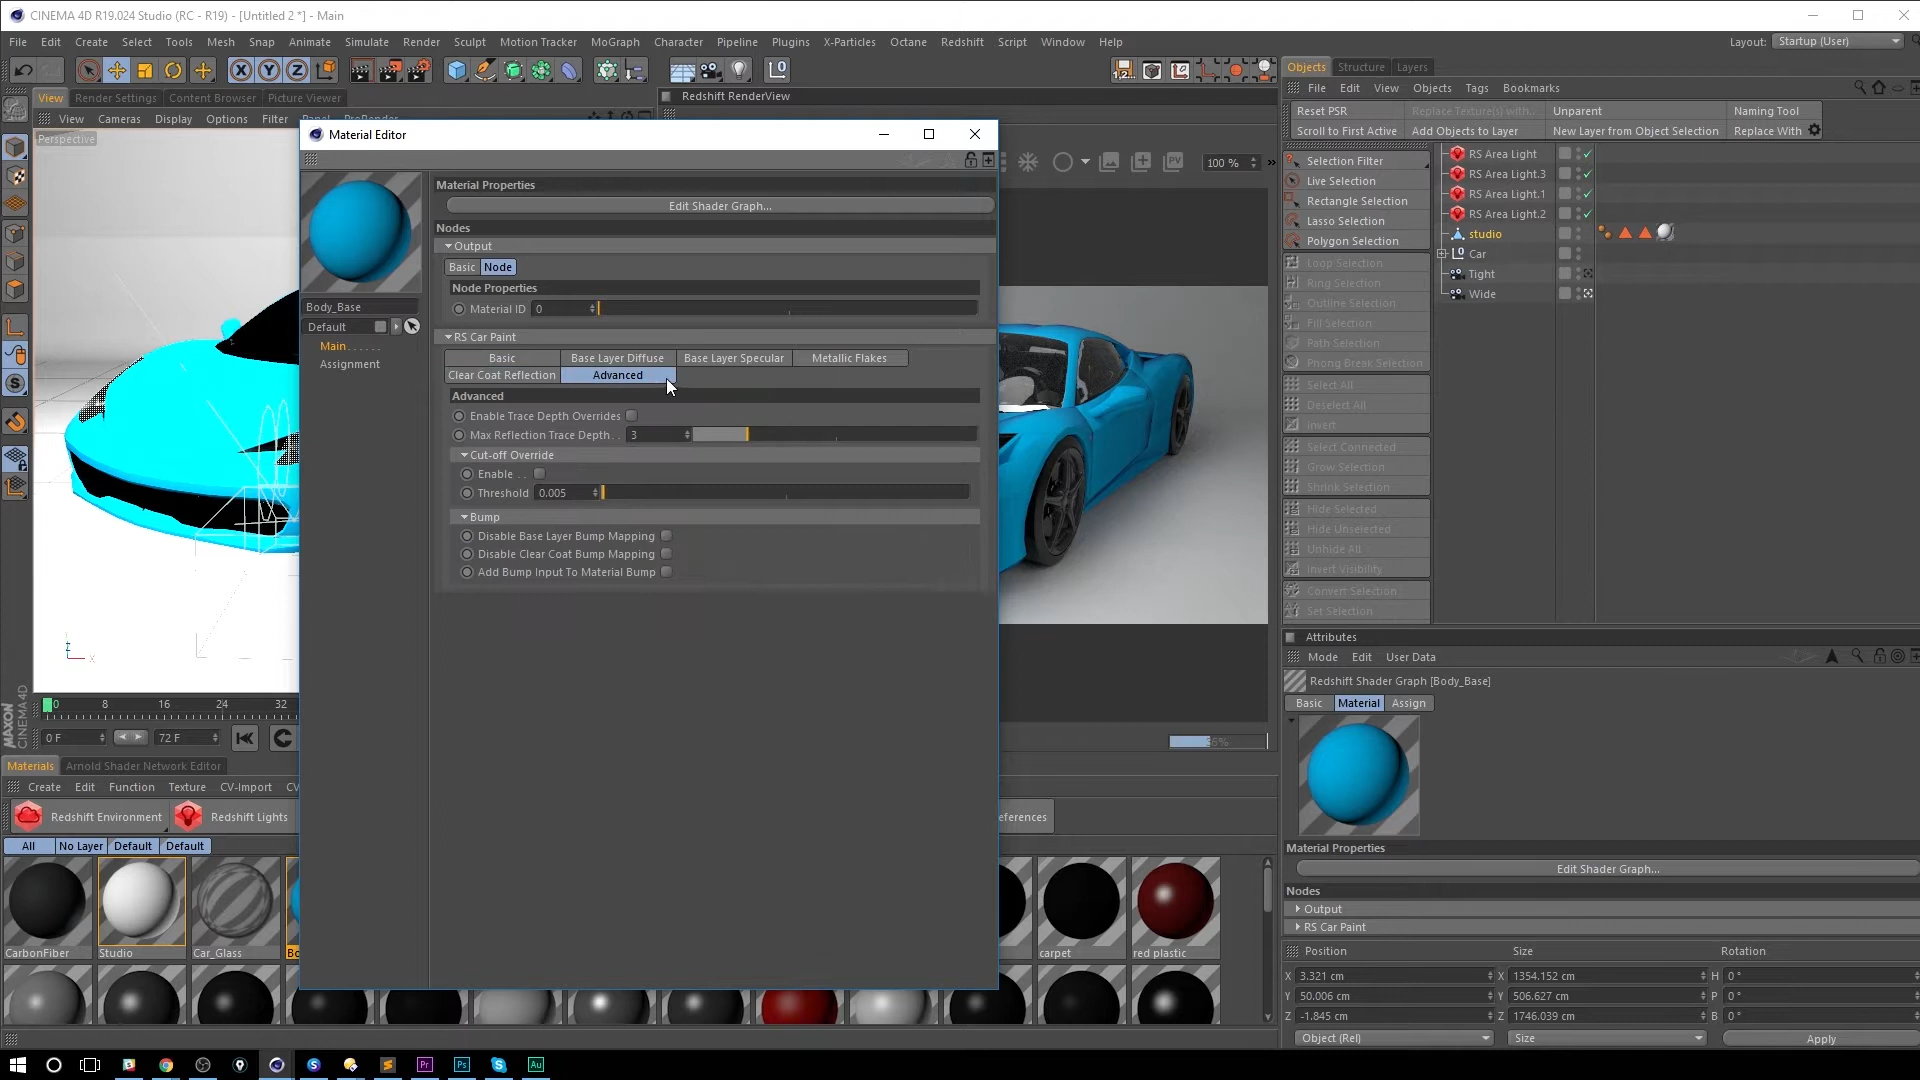 CINEMA 4D R19.024 Studio (RC - R19) - [Untitled 2 *] - Main
File Edit Create Select Tools Mesh Snap Animate Simulate Render Sculpt Motion Tracker MoGraph Character Pipeline Plugins X-Particles Octane Redshift Script Window Help
Layout: Startup (User)
View Render Settings Content Browser Picture Viewer
Redshift RenderView
View Cameras Display Options Filter
Perspective
Material Editor
100 %
Material Properties
Edit Shader Graph...
Nodes
Output
Basic Node
Node Properties
Material ID 0
RS Car Paint
Basic Base Layer Diffuse Base Layer Specular Metallic Flakes
Clear Coat Reflection Advanced
Advanced
Enable Trace Depth Overrides
Max Reflection Trace Depth . . 3
Cut-off Override
Enable . .
Threshold 0.005
Bump
Disable Base Layer Bump Mapping
Disable Clear Coat Bump Mapping
Add Bump Input To Material Bump
Body_Base
Default
Main . . . . . .
Assignment
Objects Structure Layers
File Edit View Objects Tags Bookmarks
Reset PSR Replace Texture(s) with... Unparent Naming Tool
Scroll to First Active Add Objects to Layer New Layer from Object Selection Replace With
Selection Filter
Live Selection
Rectangle Selection
Lasso Selection
Polygon Selection
Loop Selection
Ring Selection
Outline Selection
Fill Selection
Path Selection
Phong Break Selection
Select All
Deselect All
Invert
Select Connected
Grow Selection
Shrink Selection
Hide Selected
Hide Unselected
Unhide All
Invert Visibility
Convert Selection
Set Selection
RS Area Light
RS Area Light.3
RS Area Light.1
RS Area Light.2
studio
Car
Tight
Wide
Attributes
Mode Edit User Data
Redshift Shader Graph [Body_Base]
Basic Material Assign
Material Properties
Edit Shader Graph...
Nodes
Output
RS Car Paint
Position Size Rotation
X 3.321 cm X 1354.152 cm H 0 °
Y 50.006 cm Y 506.627 cm P 0 °
Z -1.845 cm Z 1746.039 cm B 0 °
Object (Rel) Size Apply
Z X
0 8 16 24 32
0 F 72 F
MAXON
CINEMA 4D
Materials Arnold Shader Network Editor
Create Edit Function Texture CV-Import CV
Redshift Environment Redshift Lights
All No Layer Default Default
CarbonFiber Studio Car_Glass Bo carpet red plastic